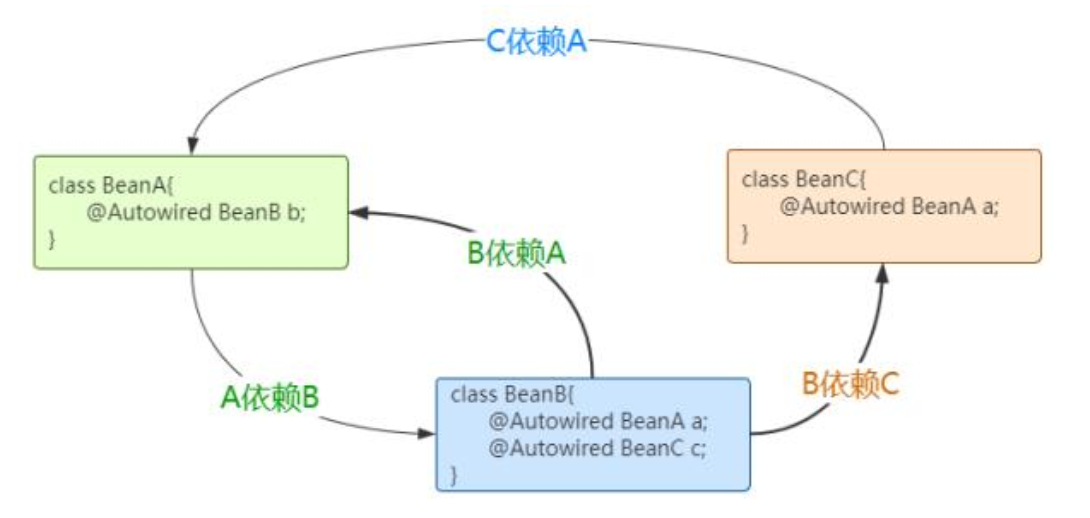 C依赖A
class BeanA{
@Autowired BeanB b;
}
class BeanC{
@Autowired BeanA a;
}
B依赖A
A依赖B
B依赖C
class BeanB{
@Autowired BeanA a;
@Autowired BeanC c;
}